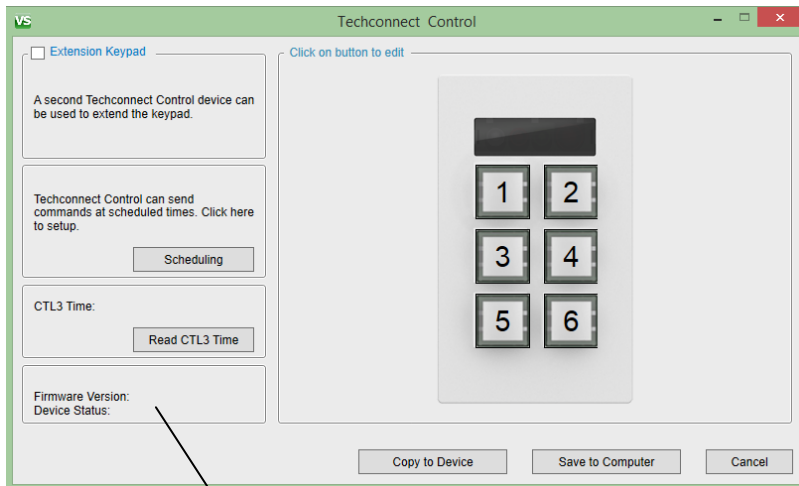 VS
Techconnect Control
Extension Keypad
A second Techconnect Control device can
be used to extend the keypad.
Techconnect Control can send
commands at scheduled times. Click here
to setup.
Scheduling
CTL3 Time:
Read CTL3 Time
Firmware Version:
Device Status:
Click on button to edit
1 2
3 4
5 6
Copy to Device
Save to Computer
Cancel